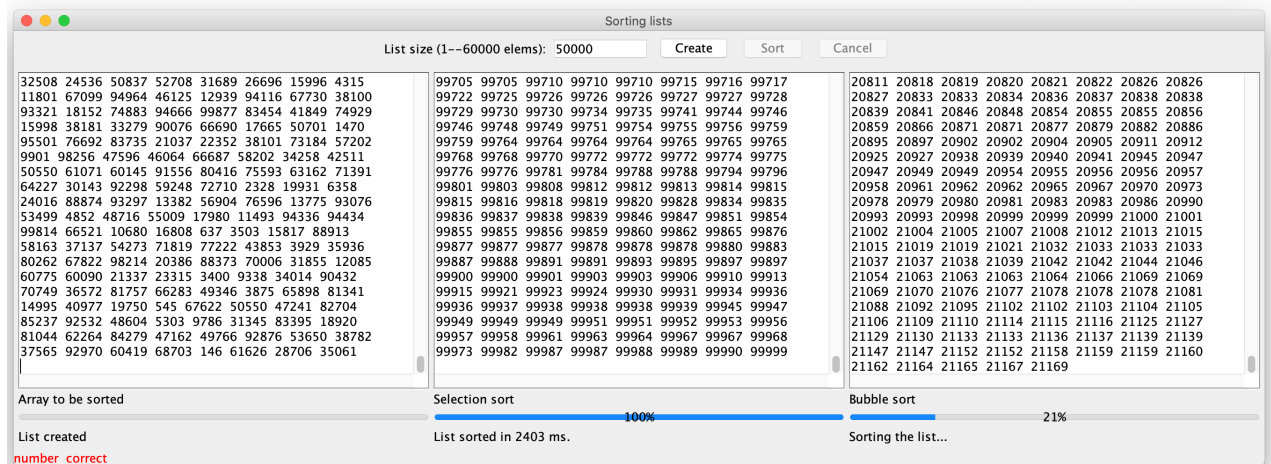 Sorting lists
List size (1--60000 elems): 50000 Create Sort Cancel
32508 24536 50837 52708 31689 26696 15996 4315
11801 67099 94964 46125 12939 94116 67730 38100
93321 18152 74883 94666 99877 83454 41849 74929
15998 38181 33279 90076 66690 17665 50701 1470
95501 76692 83735 21037 22352 38101 73184 57202
9901 98256 47596 46064 66687 58202 34258 42511
50550 61071 60145 91556 80416 75593 63162 71391
64227 30143 92298 59248 72710 2328 19931 6358
24016 88874 93297 13382 56904 76596 13775 93076
53499 4852 48716 55009 17980 11493 94336 94434
99814 66521 10680 16808 637 3503 15817 88913
58163 37137 54273 71819 77222 43853 3929 35936
80262 67822 98214 20386 88373 70006 31855 12085
60775 60090 21337 23315 3400 9338 34014 90432
70749 36572 81757 66283 49346 3875 65898 81341
14995 40977 19750 545 67622 50550 47241 82704
85237 92532 48604 5303 9786 31345 83395 18920
81044 62264 84279 47162 49766 92876 53650 38782
37565 92970 60419 68703 146 61626 28706 35061
Array to be sorted
List created
99705 99705 99710 99710 99710 99715 99716 99717
99722 99725 99726 99726 99726 99727 99727 99728
99729 99730 99730 99734 99735 99741 99744 99746
99746 99748 99749 99751 99754 99755 99756 99759
99759 99764 99764 99764 99764 99765 99765 99765
99768 99768 99770 99772 99772 99772 99774 99775
99776 99776 99781 99784 99788 99788 99794 99796
99801 99803 99808 99812 99812 99813 99814 99815
99815 99816 99818 99819 99820 99828 99834 99835
99836 99837 99838 99839 99846 99847 99851 99854
99855 99855 99856 99859 99860 99862 99865 99876
99877 99877 99877 99878 99878 99878 99880 99883
99887 99888 99891 99891 99893 99895 99897 99897
99900 99900 99901 99903 99903 99906 99910 99913
99915 99921 99923 99924 99930 99931 99934 99936
99936 99937 99938 99938 99938 99939 99945 99947
99949 99949 99949 99951 99951 99952 99953 99956
99957 99958 99961 99963 99964 99967 99967 99968
99973 99982 99987 99987 99988 99989 99990 99999
Selection sort
100%
List sorted in 2403 ms.
20811 20818 20819 20820 20821 20822 20826 20826
20827 20833 20833 20834 20836 20837 20838 20838
20839 20841 20846 20848 20854 20855 20855 20856
20859 20866 20871 20871 20877 20879 20882 20886
20895 20897 20902 20902 20904 20905 20911 20912
20925 20927 20938 20939 20940 20941 20945 20947
20947 20949 20949 20954 20955 20956 20956 20957
20958 20961 20962 20962 20965 20967 20970 20973
20978 20979 20980 20981 20983 20983 20986 20990
20993 20993 20998 20999 20999 20999 21000 21001
21002 21004 21005 21007 21008 21012 21013 21015
21015 21019 21019 21021 21032 21033 21033 21033
21037 21037 21038 21039 21042 21042 21044 21046
21054 21063 21063 21063 21064 21066 21069 21069
21069 21070 21076 21077 21078 21078 21078 21081
21088 21092 21095 21102 21102 21103 21104 21105
21106 21109 21110 21114 21115 21116 21125 21127
21129 21130 21133 21133 21136 21137 21139 21139
21147 21147 21152 21152 21158 21159 21159 21160
21162 21164 21165 21167 21169
Bubble sort
21%
Sorting the list...
number correct